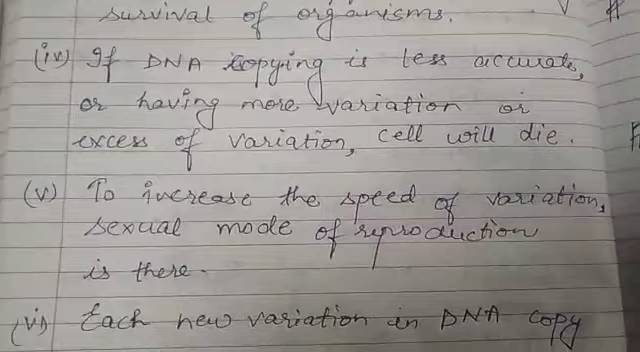 survival of organisms.
(iv) If DNA copying is less accurate,
or having more variation or
excess of variation, cell will die.
(v) To increase the speed of variation,
sexual mode of reproduction
is there.
(vi) Each new variation in DNA copy